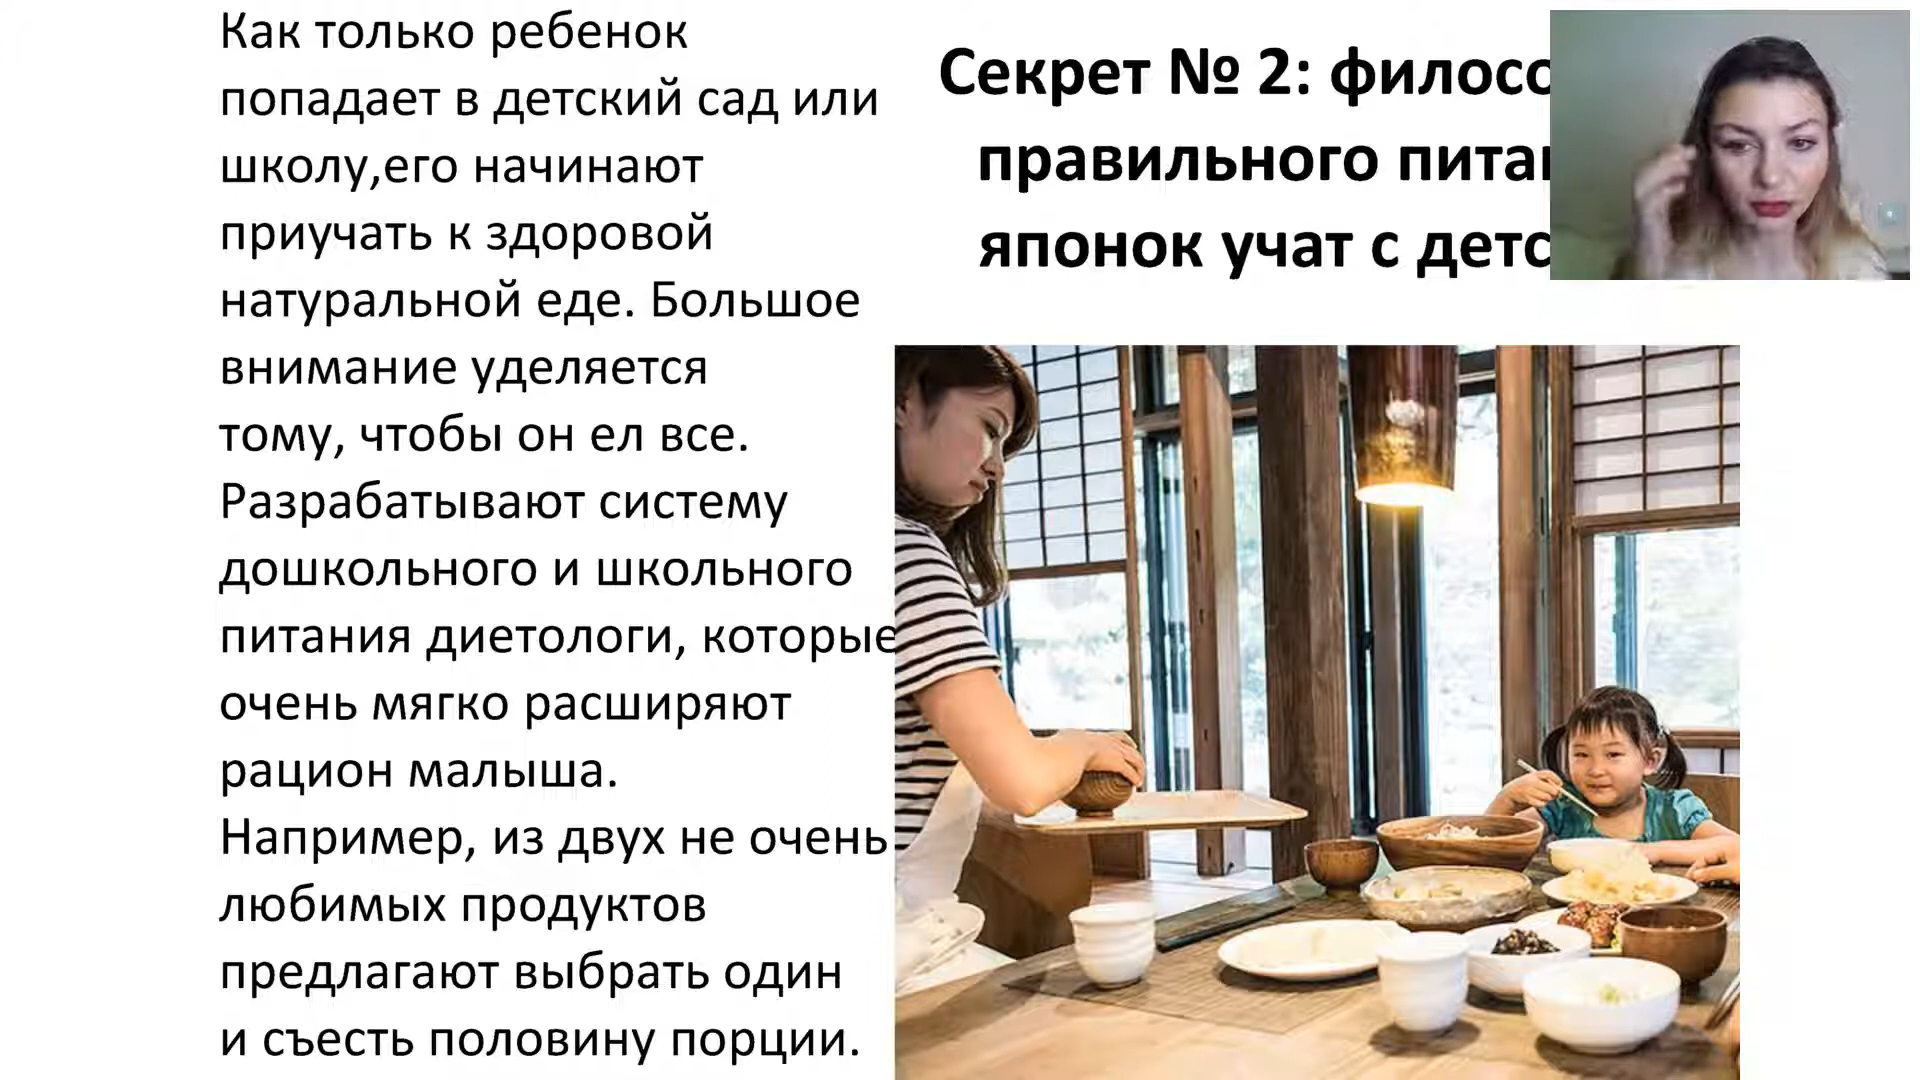 Как только ребенок
попадает в детский сад или
школу,его начинают
приучать к здоровой
натуральной еде. Большое
внимание уделяется
тому, чтобы он ел все.
Разрабатывают систему
дошкольного и школьного
питания диетологи, которые
очень мягко расширяют
рацион малыша.
Например, из двух не очень
любимых продуктов
предлагают выбрать один
и съесть половину порции.
Секрет № 2:
правильного
японок учат с